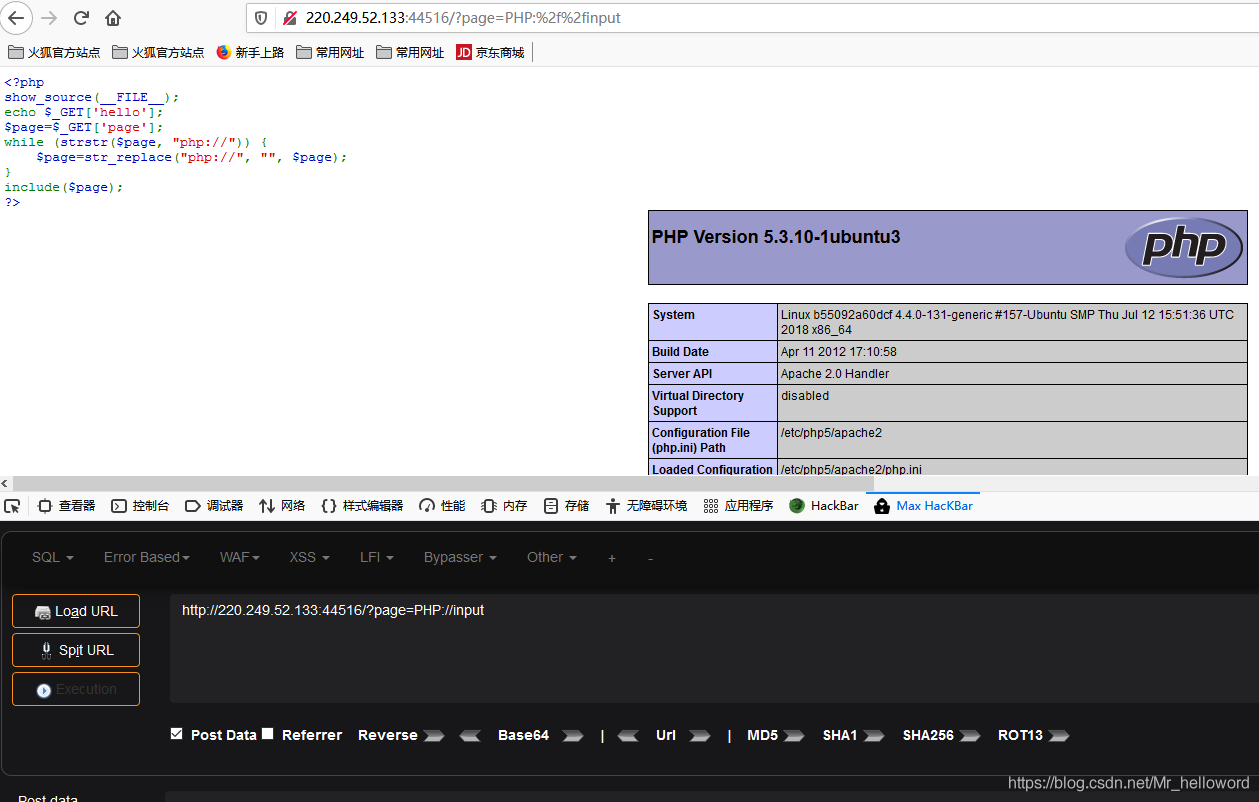 220.249.52.133:44516/?page=PHP:%2f%2finput
火狐官方站点 火狐官方站点 新手上路 常用网址 常用网址 JD 京东商城
<?php
show_source(__FILE__);
echo $_GET['hello'];
$page=$_GET['page'];
while (strstr($page, "php://")) {
    $page=str_replace("php://", "", $page);
}
include($page);
?>
PHP Version 5.3.10-1ubuntu3
php
System Linux b55092a60dcf 4.4.0-131-generic #157-Ubuntu SMP Thu Jul 12 15:51:36 UTC
2018 x86_64
Build Date Apr 11 2012 17:10:58
Server API Apache 2.0 Handler
Virtual Directory disabled
Support
Configuration File /etc/php5/apache2
(php.ini) Path
Loaded Configuration /etc/php5/apache2/php.ini
查看器 控制台 调试器 网络 {} 样式编辑器 性能 内存 存储 无障碍环境 应用程序 HackBar Max HacKBar
SQL Error Based WAF XSS LFI Bypasser Other + -
Load URL http://220.249.52.133:44516/?page=PHP://input
Spit URL
Execution
Post Data Referrer Reverse Base64 | Url | MD5 SHA1 SHA256 ROT13
https://blog.csdn.net/Mr_helloword
Post data